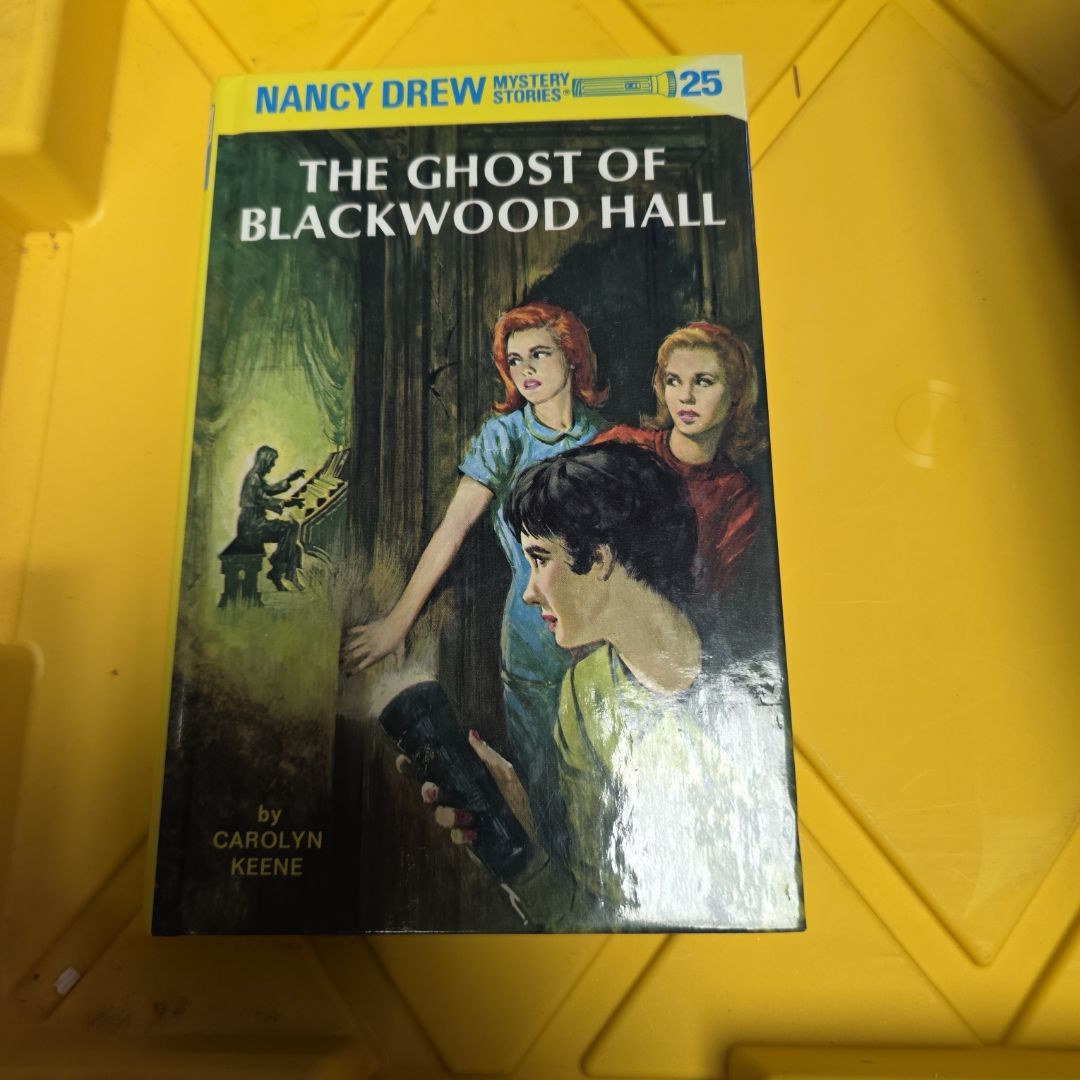 NANCY DREW MYSTERY STORIES® 25
THE GHOST OF
BLACKWOOD HALL
by
CAROLYN
KEENE